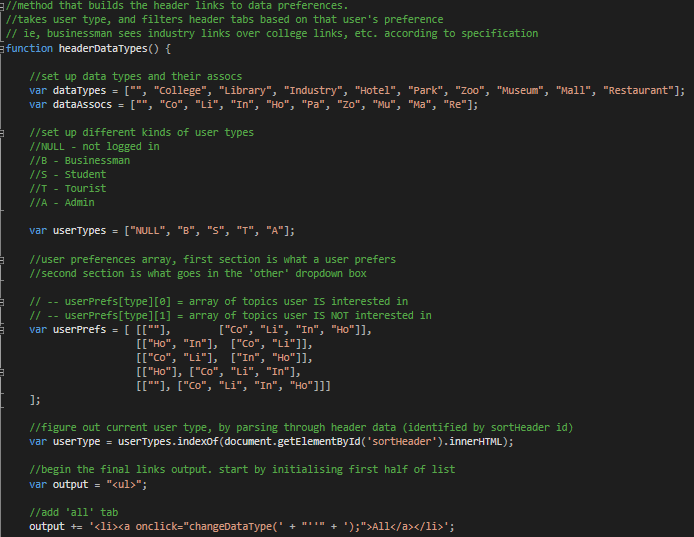 //method that builds the header links to data preferences.
//takes user type, and filters header tabs based on that user's preference
// ie, businessman sees industry links over college links, etc. according to specification
function headerDataTypes() {
//set up data types and their assocs
var dataTypes = ["", "College", "Library", "Industry", "Hotel", "Park", "Zoo", "Museum", "Mall", "Restaurant"];
var dataAssocs = ["", "Co", "Li", "In", "Ho", "Pa", "Zo", "Mu", "Ma", "Re"];
//set up different kinds of user types
//NULL - not logged in
//B - Businessman
//S - Student
//T - Tourist
//A - Admin
var userTypes = ["NULL", "B", "S", "T", "A"];
//user preferences array, first section is what a user prefers
//second section is what goes in the 'other' dropdown box
// -- userPrefs[type][0] = array of topics user IS interested in
// -- userPrefs[type][1] = array of topics user IS NOT interested in
var userPrefs = [ [[""], ["Co", "Li", "In", "Ho"]],
[["Ho", "In"], ["Co", "Li"]],
[["Co", "Li"], ["In", "Ho"]],
[["Ho"], ["Co", "Li", "In"],
[[""], ["Co", "Li", "In", "Ho"]]]
];
//figure out current user type, by parsing through header data (identified by sortHeader id)
var userType = userTypes.indexOf(document.getElementById('sortHeader').innerHTML);
//begin the final links output. start by initialising first half of list
var output = "<ul>";
//add 'all' tab
output += '<li><a onclick="changeDataType(' + "''" + ');">All</a></li>';